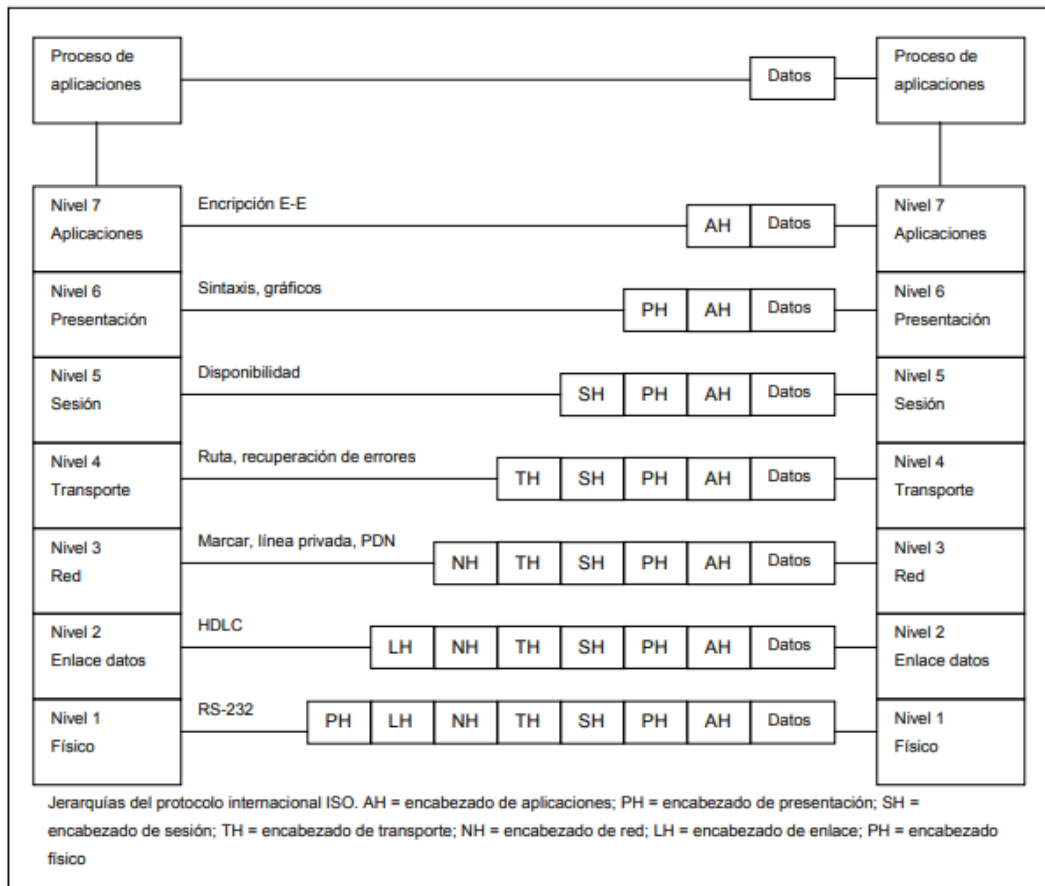 Proceso de
aplicaciones
Datos
Proceso de
aplicaciones
Nivel 7
Aplicaciones
Encripción E-E
AH
Datos
Nivel 7
Aplicaciones
Nivel 6
Presentación
Sintaxis, gráficos
PH
AH
Datos
Nivel 6
Presentación
Nivel 5
Sesión
Disponibilidad
SH
PH
AH
Datos
Nivel 5
Sesión
Nivel 4
Transporte
Ruta, recuperación de errores
TH
SH
PH
AH
Datos
Nivel 4
Transporte
Nivel 3
Red
Marcar, línea privada, PDN
NH
TH
SH
PH
AH
Datos
Nivel 3
Red
Nivel 2
Enlace datos
HDLC
LH
NH
TH
SH
PH
AH
Datos
Nivel 2
Enlace datos
Nivel 1
Físico
RS-232
PH
LH
NH
TH
SH
PH
AH
Datos
Nivel 1
Físico
Jerarquías del protocolo internacional ISO. AH = encabezado de aplicaciones; PH = encabezado de presentación; SH =
encabezado de sesión; TH = encabezado de transporte; NH = encabezado de red; LH = encabezado de enlace; PH = encabezado
físico